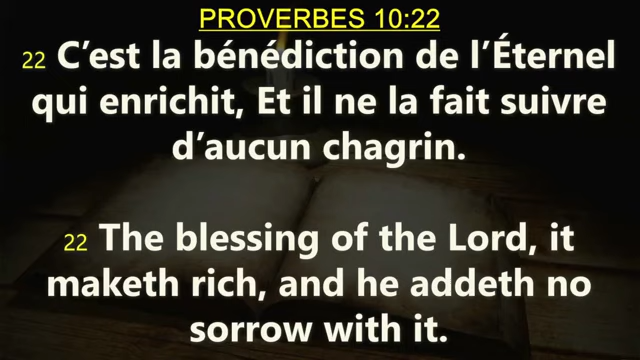 PROVERBES 10:22
22 C’est la bénédiction de l’Éternel
qui enrichit, Et il ne la fait suivre
d’aucun chagrin.
22 The blessing of the Lord, it
maketh rich, and he addeth no
sorrow with it.